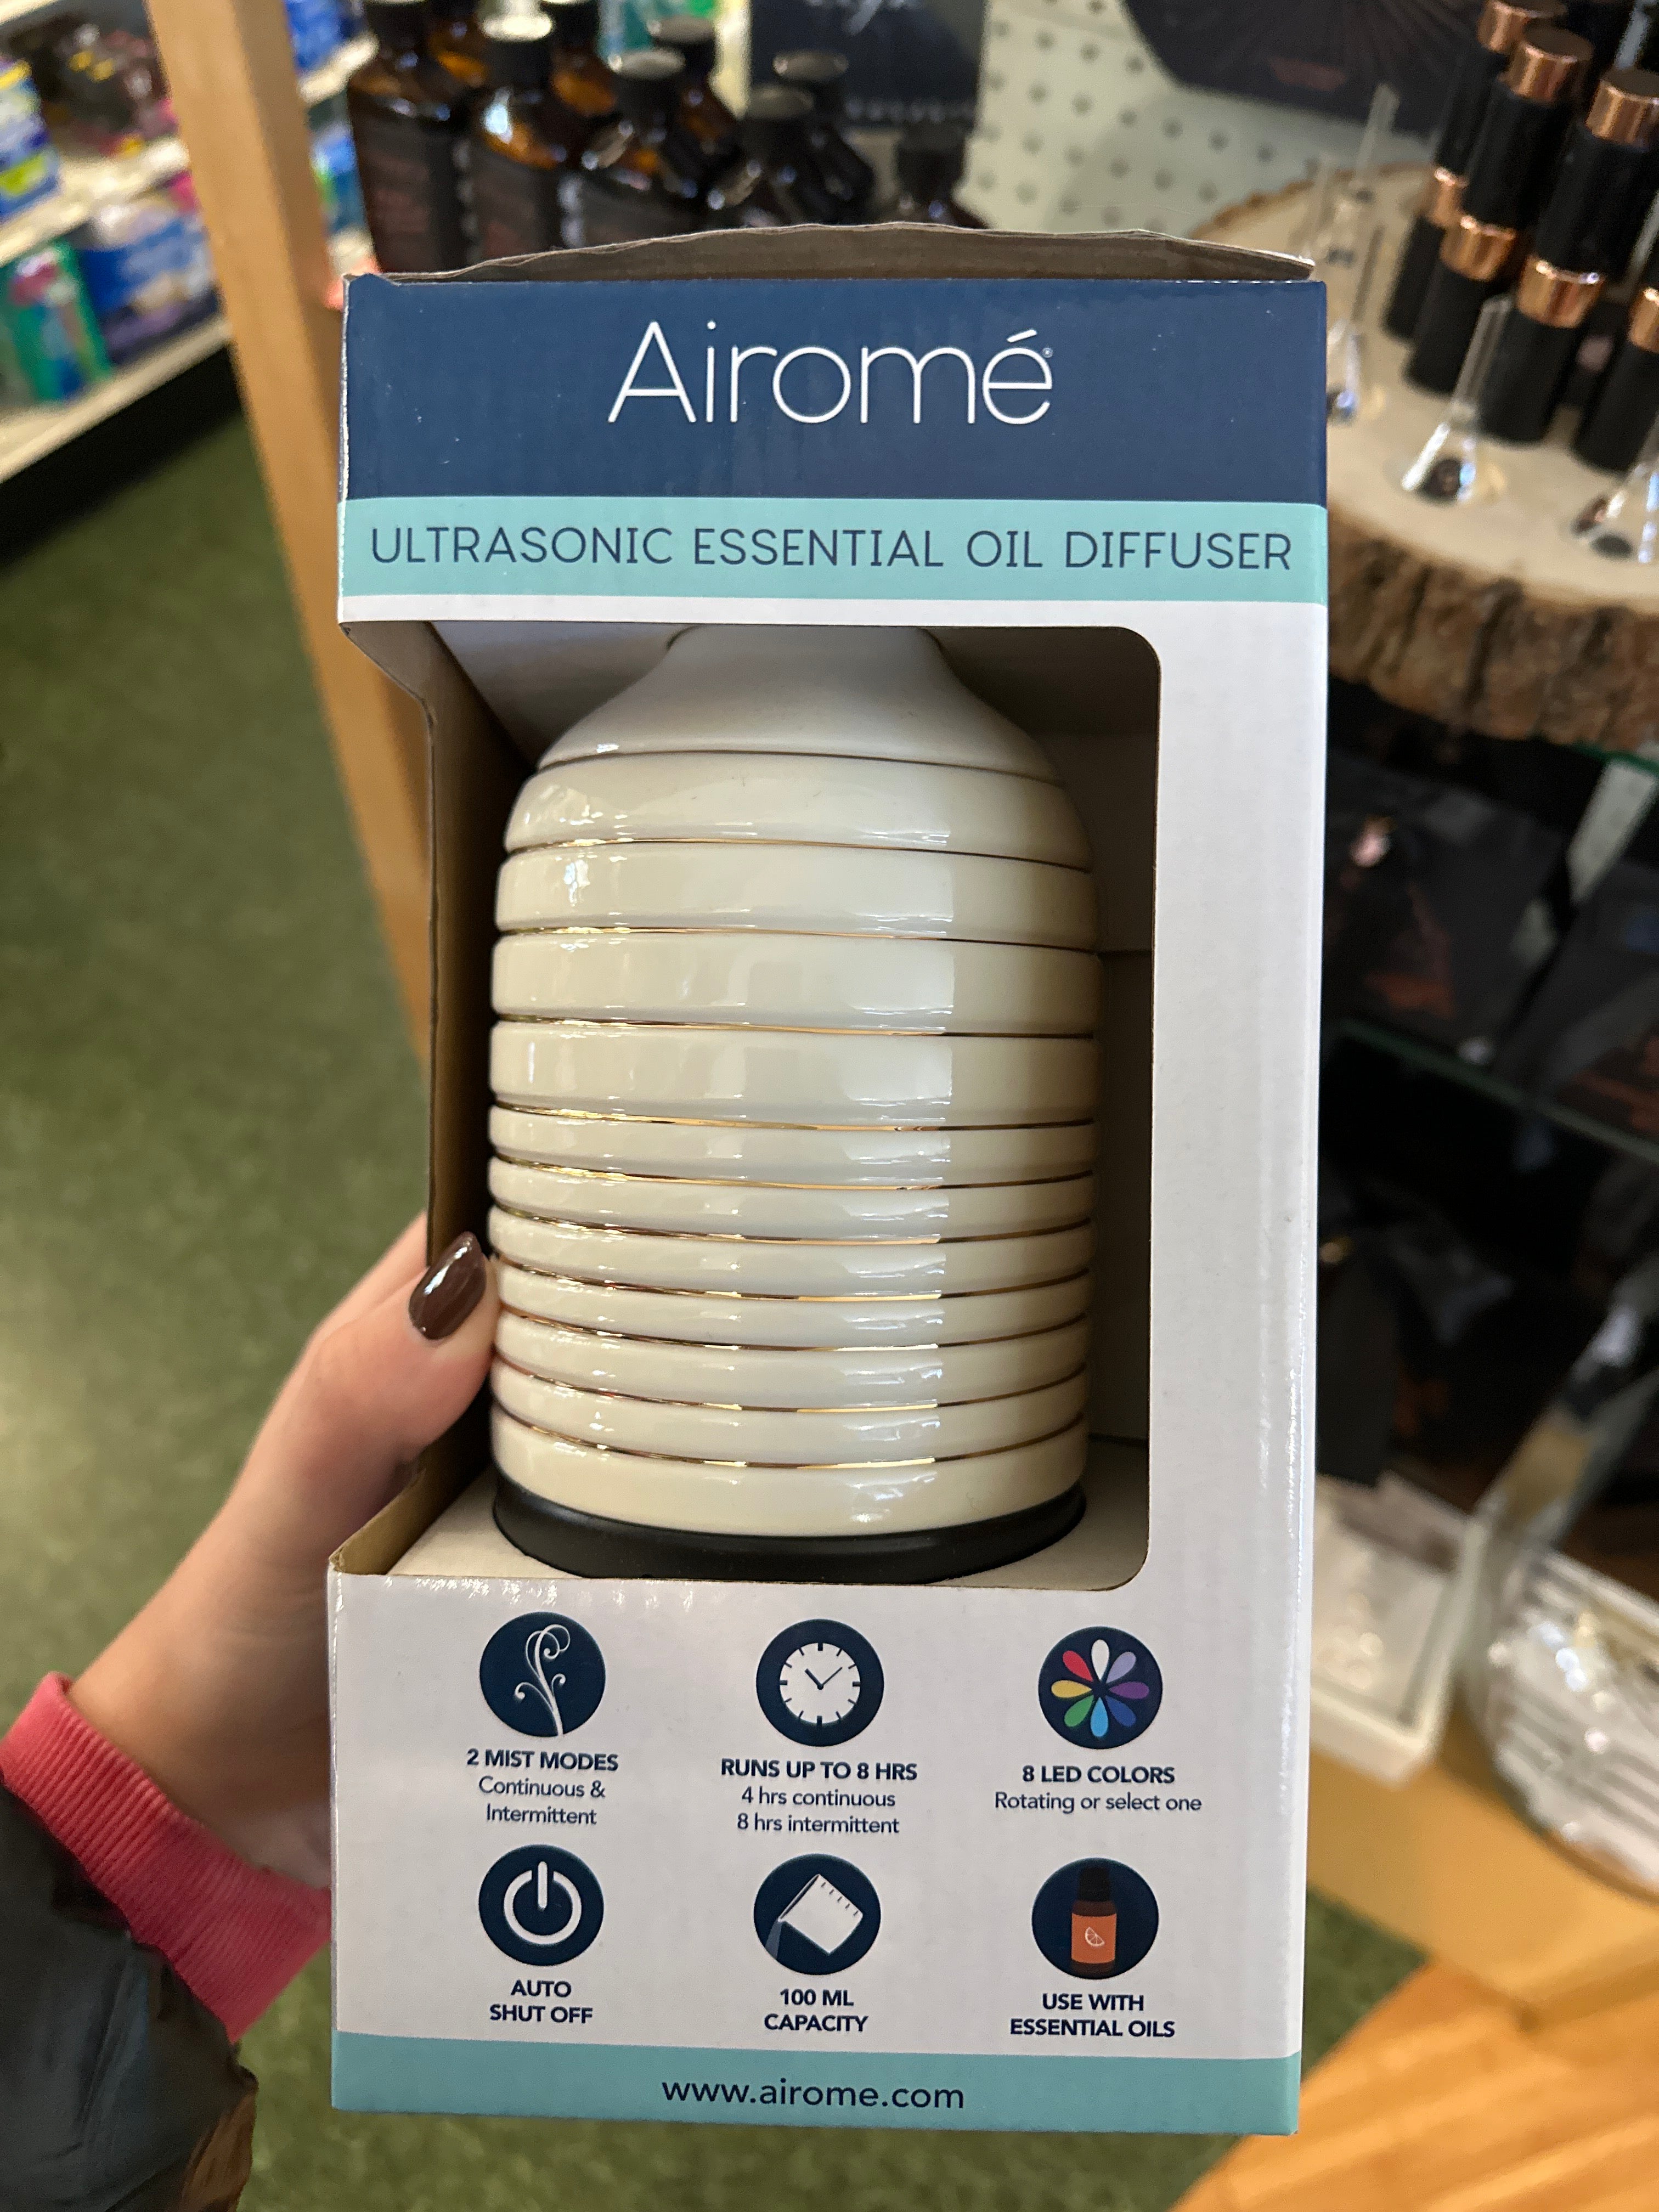 Airomé®
ULTRASONIC ESSENTIAL OIL DIFFUSER
2 MIST MODES
Continuous &
Intermittent
RUNS UP TO 8 HRS
4 hrs continuous
8 hrs intermittent
8 LED COLORS
Rotating or select one
AUTO
SHUT OFF
100 ML
CAPACITY
USE WITH
ESSENTIAL OILS
www.airome.com